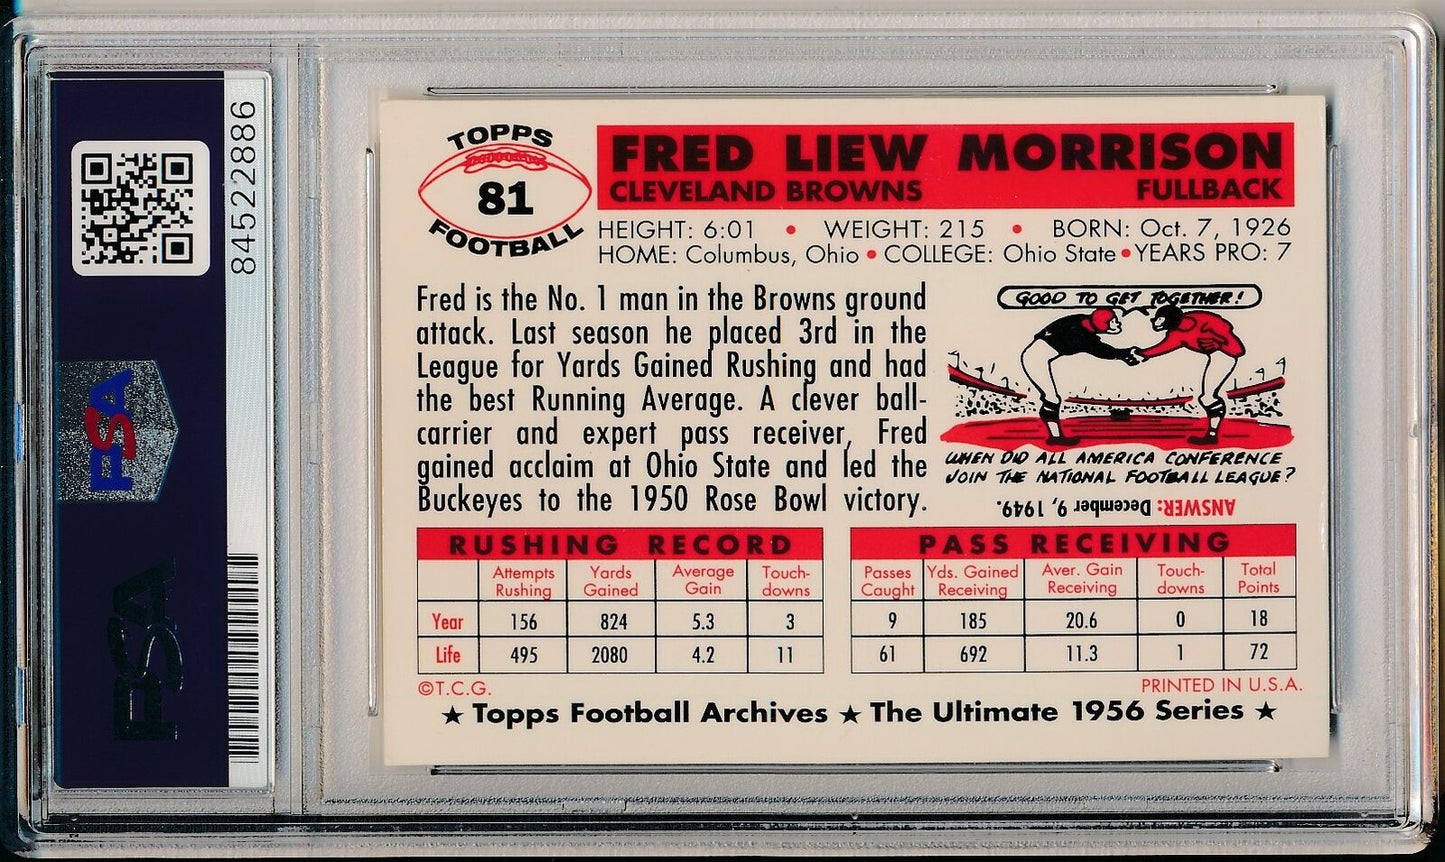 84522886
PSA
PSA
TOPPS
81
FOOTBALL
FRED LIEW MORRISON
CLEVELAND BROWNS FULLBACK
HEIGHT: 6:01 • WEIGHT: 215 • BORN: Oct. 7, 1926
HOME: Columbus, Ohio • COLLEGE: Ohio State • YEARS PRO: 7
Fred is the No. 1 man in the Browns ground
attack. Last season he placed 3rd in the
League for Yards Gained Rushing and had
the best Running Average. A clever ball-
carrier and expert pass receiver, Fred
gained acclaim at Ohio State and led the
Buckeyes to the 1950 Rose Bowl victory.
GOOD TO GET TOGETHER!
WHEN DID ALL AMERICA CONFERENCE
JOIN THE NATIONAL FOOTBALL LEAGUE?
ANSWER: December 9, 1949.
RUSHING RECORD
Attempts Rushing Yards Gained Average Gain Touch-downs
Year 156 824 5.3 3
Life 495 2080 4.2 11
PASS RECEIVING
Passes Caught Yds. Gained Receiving Aver. Gain Receiving Touch-downs Total Points
9 185 20.6 0 18
61 692 11.3 1 72
©T.C.G. PRINTED IN U.S.A.
★ Topps Football Archives ★ The Ultimate 1956 Series ★